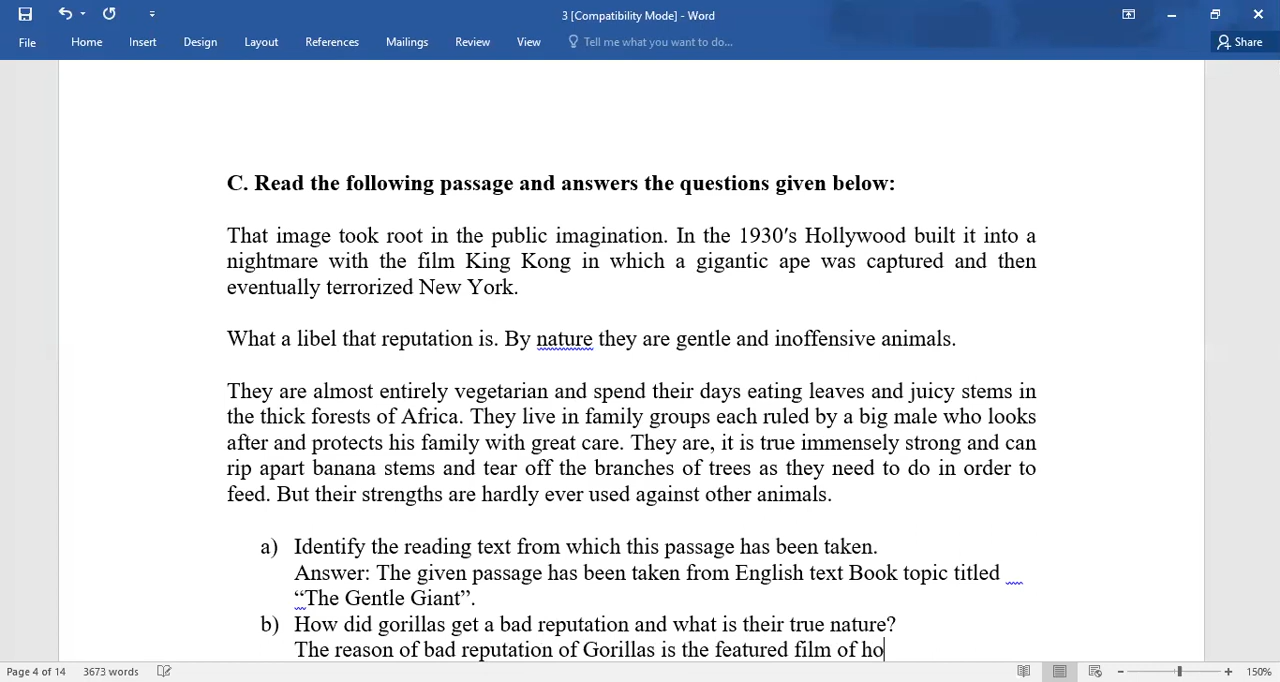 3 [Compatibility Mode] - Word
File Home Insert Design Layout References Mailings Review View Tell me what you want to do... Share
C. Read the following passage and answers the questions given below:
That image took root in the public imagination. In the 1930′s Hollywood built it into a
nightmare with the film King Kong in which a gigantic ape was captured and then
eventually terrorized New York.
What a libel that reputation is. By nature they are gentle and inoffensive animals.
They are almost entirely vegetarian and spend their days eating leaves and juicy stems in
the thick forests of Africa. They live in family groups each ruled by a big male who looks
after and protects his family with great care. They are, it is true immensely strong and can
rip apart banana stems and tear off the branches of trees as they need to do in order to
feed. But their strengths are hardly ever used against other animals.
a) Identify the reading text from which this passage has been taken.
Answer: The given passage has been taken from English text Book topic titled
“The Gentle Giant”.
b) How did gorillas get a bad reputation and what is their true nature?
The reason of bad reputation of Gorillas is the featured film of ho
Page 4 of 14 3673 words 150%